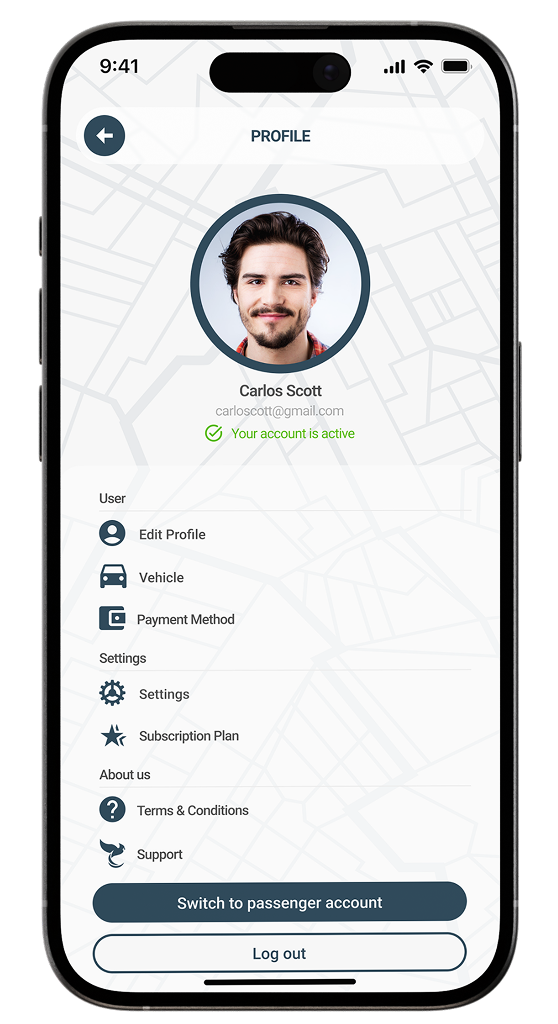 9:41
PROFILE
Carlos Scott
carloscott@gmail.com
Your account is active
User
Edit Profile
Vehicle
Payment Method
Settings
Settings
Subscription Plan
About us
Terms & Conditions
Support
Switch to passenger account
Log out